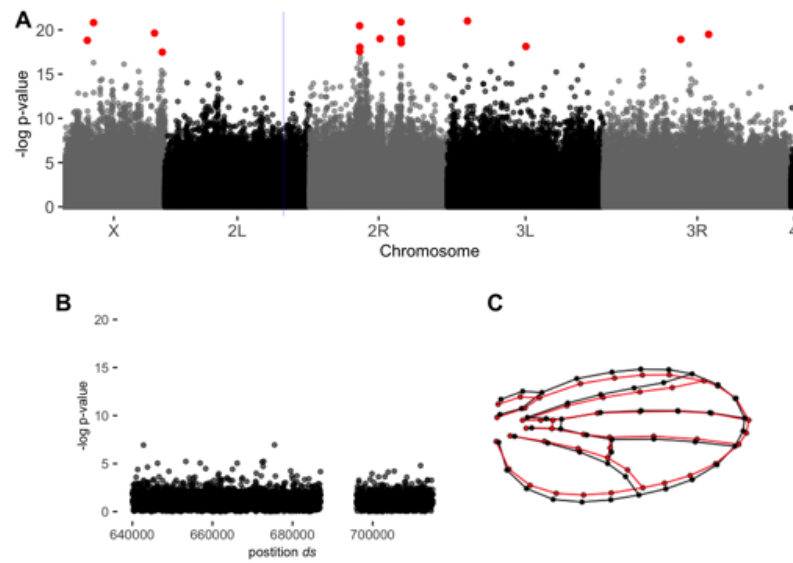 A
20
15
10
5
0
-log p-value
X 2L 2R 3L 3R 4
Chromosome
B
20
15
10
5
0
-log p-value
640000 660000 680000 700000
postition ds
C